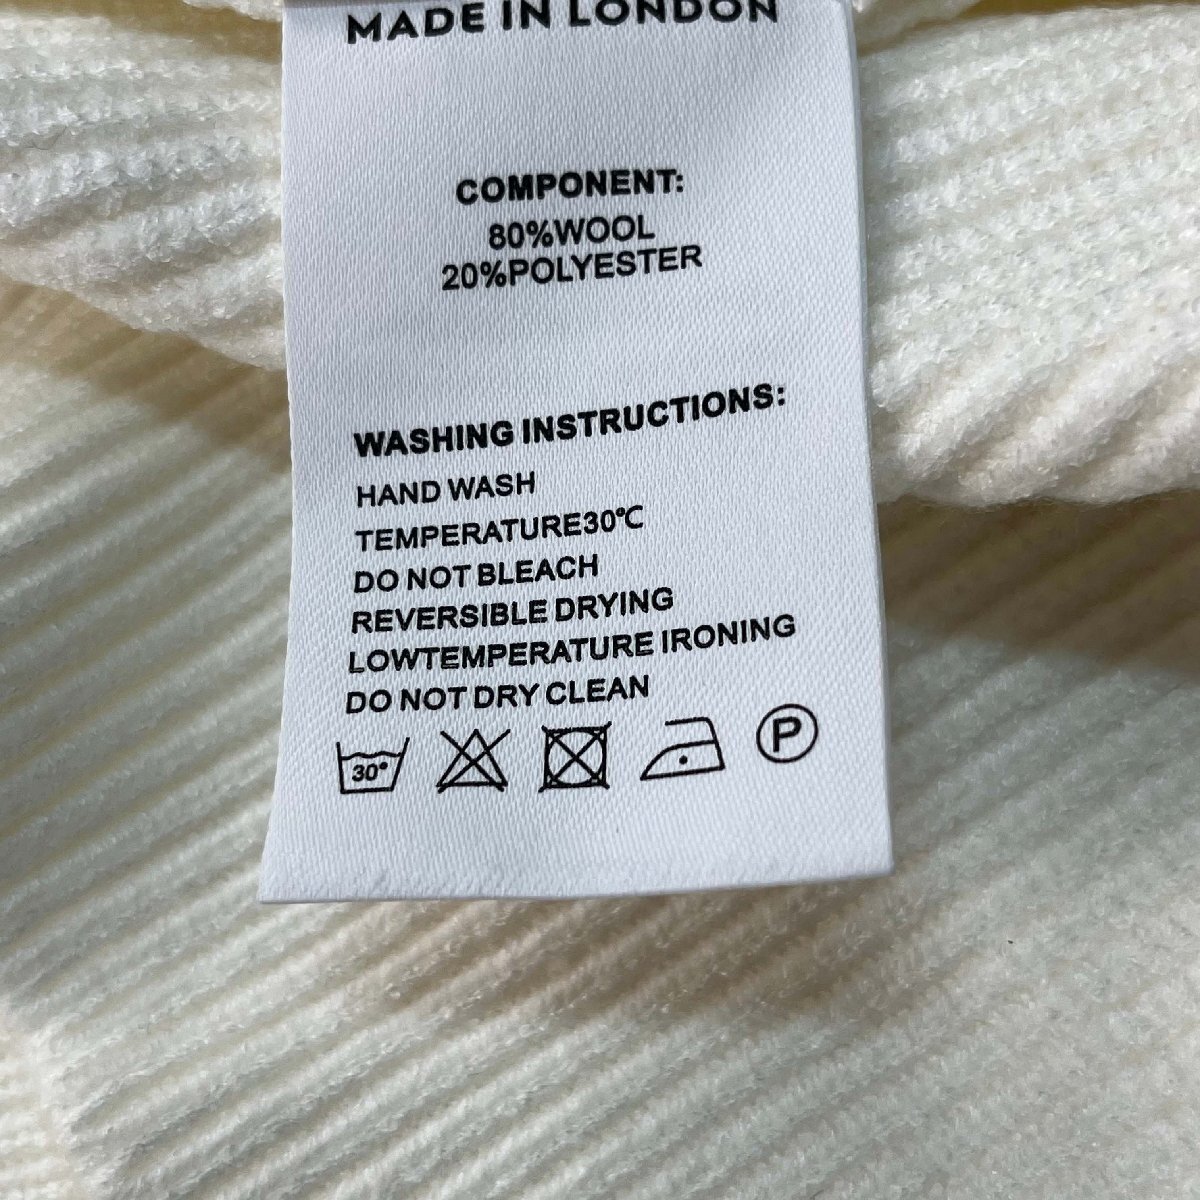 MADE IN LONDON
COMPONENT:
80%WOOL
20%POLYESTER
WASHING INSTRUCTIONS:
HAND WASH
TEMPERATURE30℃
DO NOT BLEACH
REVERSIBLE DRYING
LOWTEMPERATURE IRONING
DO NOT DRY CLEAN
30° P